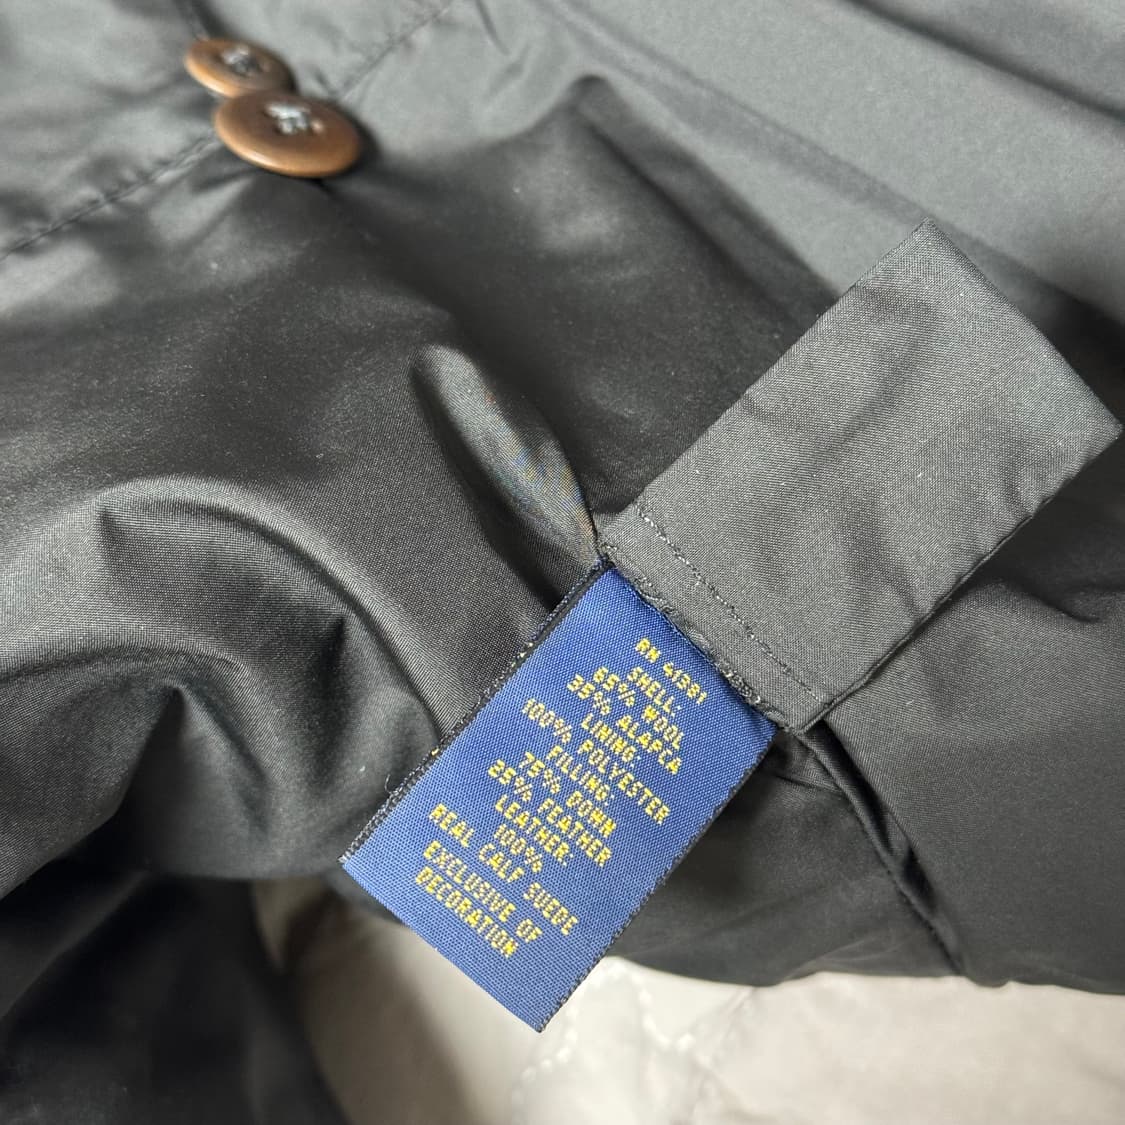 RN 41381
SHELL:
65% WOOL
35% ALAPCA
LINING:
100% POLYESTER
FILLING:
75% DOWN
25% FEATHER
LEATHER:
100%
REAL CALF SUEDE
EXCLUSIVE OF
DECORATION